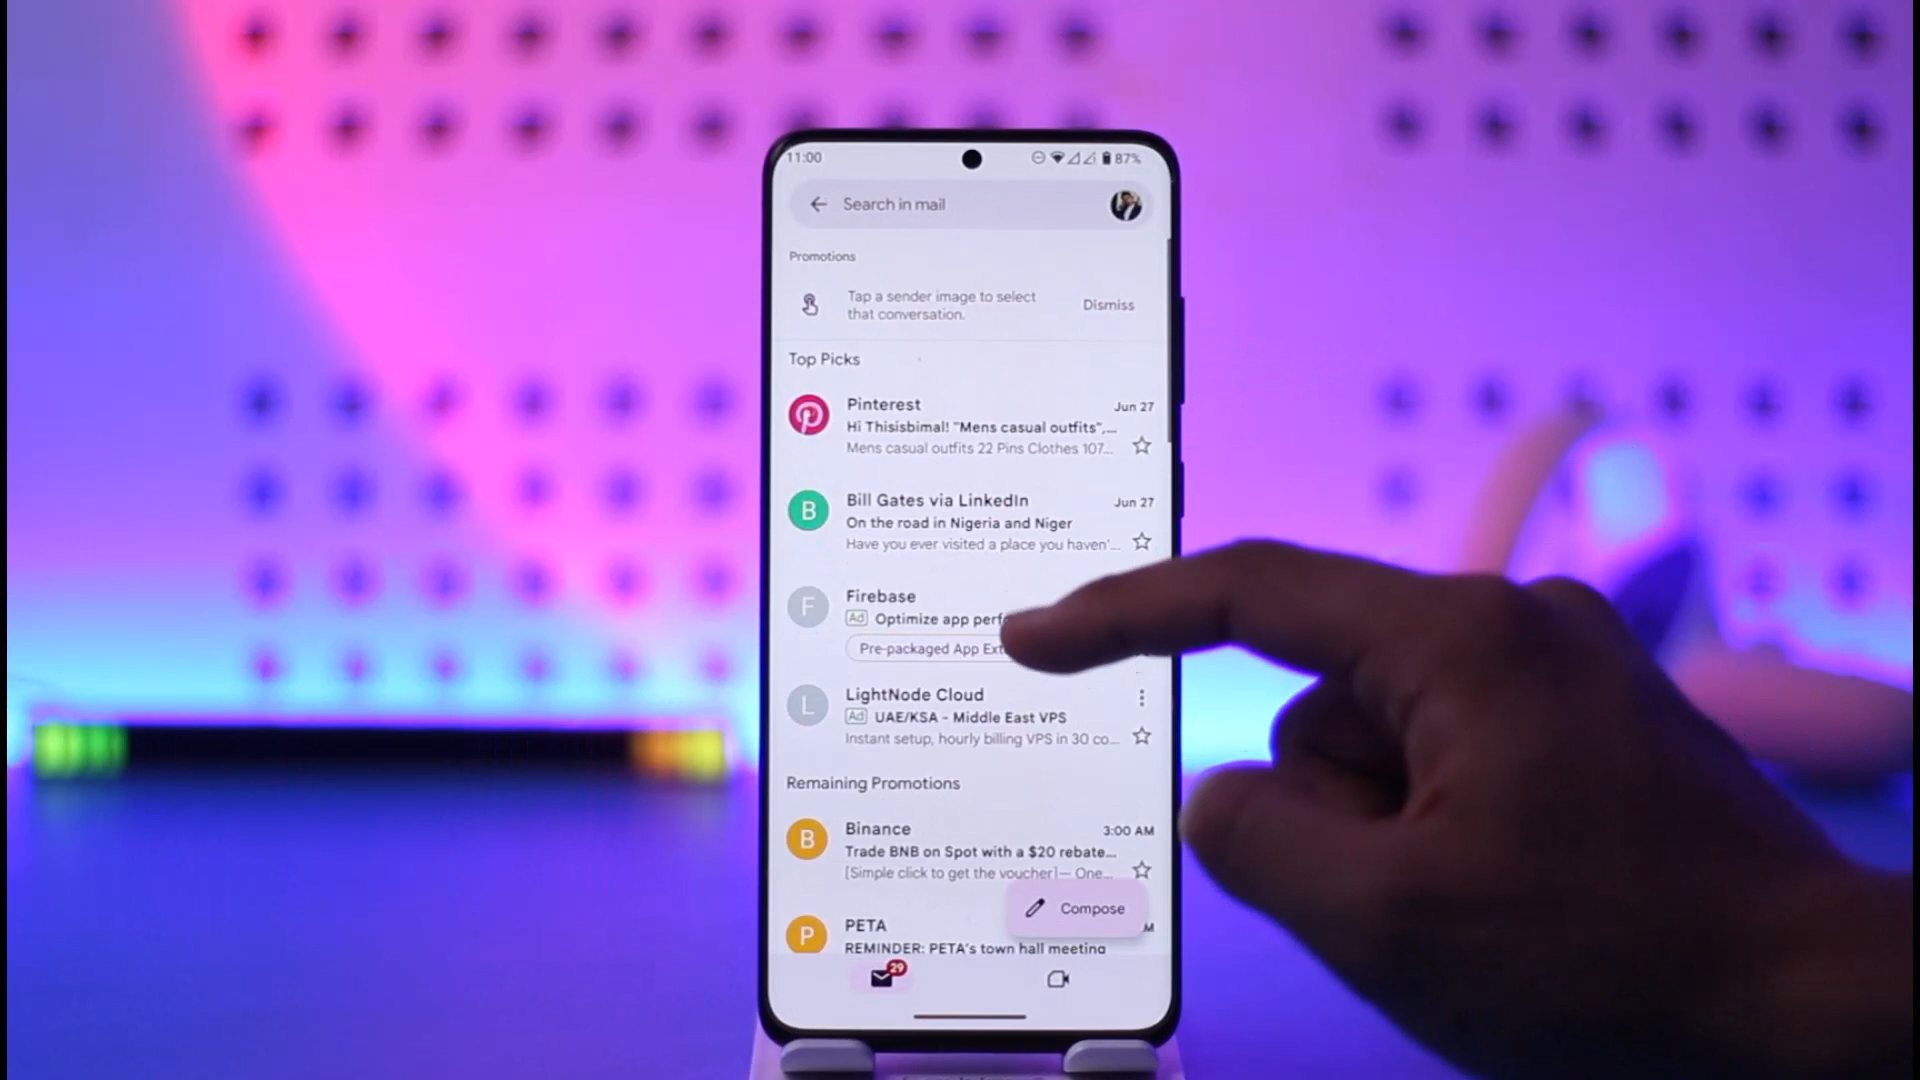 11:00
87%
Search in mail
Promotions
Tap a sender image to select
that conversation.
Dismiss
Top Picks
Pinterest
Jun 27
Hi Thisisbimal! "Mens casual outfits",...
Mens casual outfits 22 Pins Clothes 107...
B
Bill Gates via LinkedIn
Jun 27
On the road in Nigeria and Niger
Have you ever visited a place you haven'...
F
Firebase
Ad Optimize app
Pre-packaged App
L
LightNode Cloud
Ad UAE/KSA - Middle East VPS
Instant setup, hourly billing VPS in 30 co...
Remaining Promotions
B
Binance
3:00 AM
Trade BNB on Spot with a $20 rebate...
[Simple click to get the voucher]— One...
Compose
P
PETA
REMINDER: PETA's town hall meeting
29